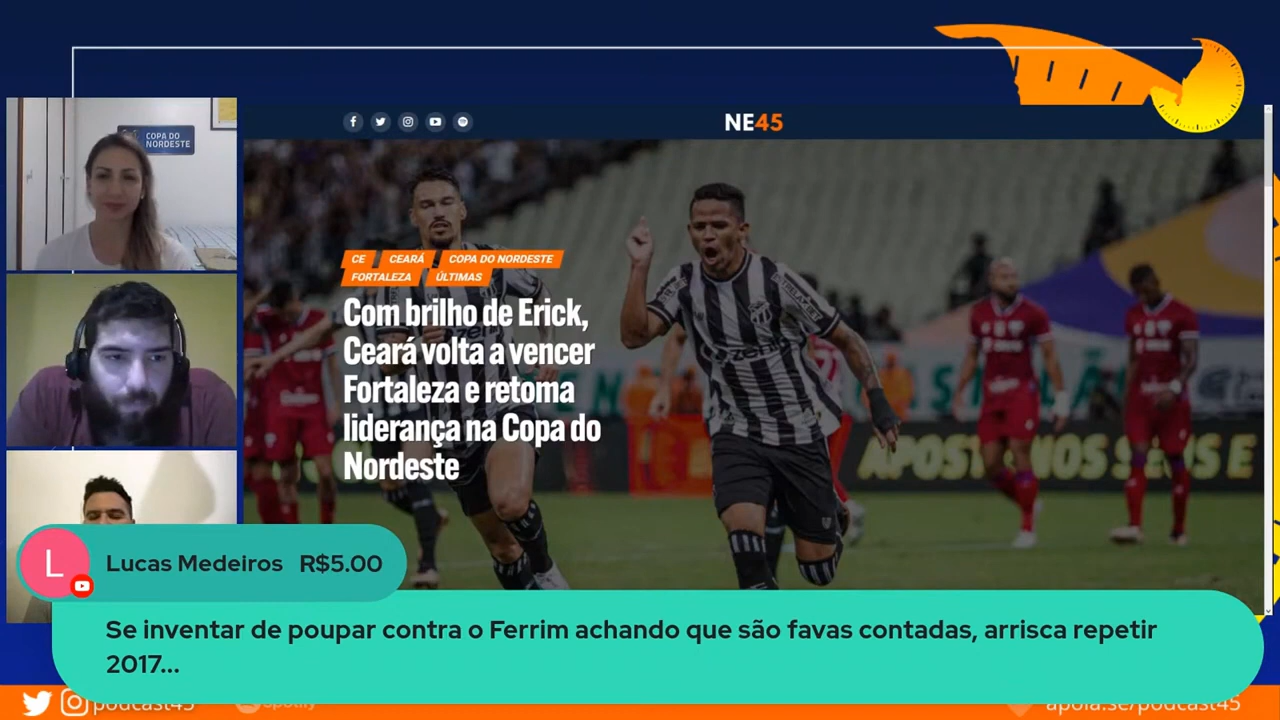 COPA DO
NORDESTE
NE45
CE CEARÁ COPA DO NORDESTE
FORTALEZA ÚLTIMAS
Com brilho de Erick,
Ceará volta a vencer
Fortaleza e retoma
liderança na Copa do
Nordeste
APOST NOS SEUS E
L
Lucas Medeiros R$5.00
Se inventar de poupar contra o Ferrim achando que são favas contadas, arrisca repetir
2017...
podcast45
Spotify
apoia.se/podcast45